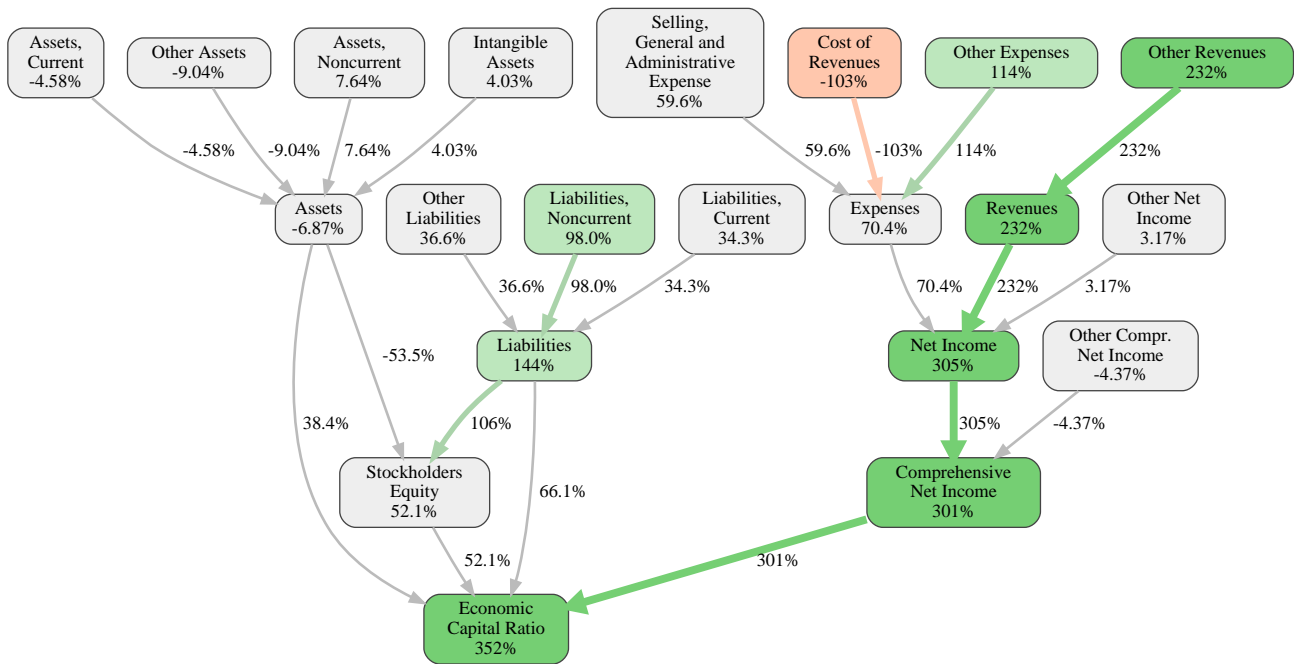 Assets,
Current
-4.58%
Other Assets
-9.04%
Assets,
Noncurrent
7.64%
Intangible
Assets
4.03%
Selling,
General and
Administrative
Expense
59.6%
Cost of
Revenues
-103%
Other Expenses
114%
Other Revenues
232%
-4.58%
-9.04%
7.64%
4.03%
59.6%
-103%
114%
232%
Assets
-6.87%
Other
Liabilities
36.6%
Liabilities,
Noncurrent
98.0%
Liabilities,
Current
34.3%
Expenses
70.4%
Revenues
232%
Other Net
Income
3.17%
36.6%
98.0%
34.3%
70.4%
232%
3.17%
-53.5%
Liabilities
144%
Net Income
305%
Other Compr.
Net Income
-4.37%
38.4%
106%
305%
-4.37%
Stockholders
Equity
52.1%
66.1%
Comprehensive
Net Income
301%
52.1%
301%
Economic
Capital Ratio
352%